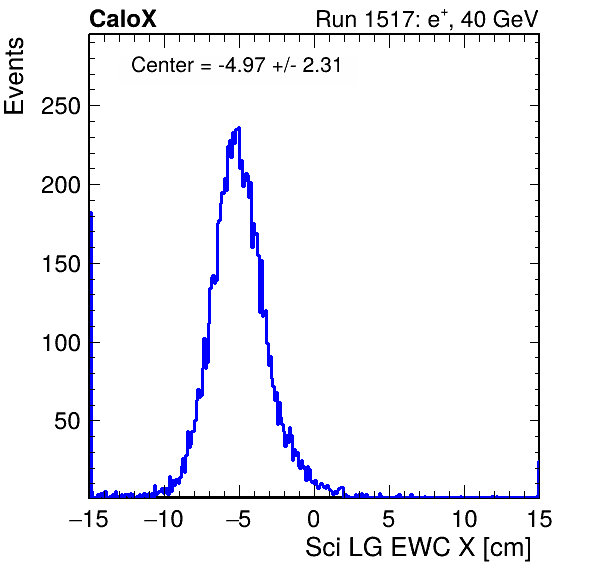 CaloX Run 1517: e⁺, 40 GeV
Center = -4.97 +/- 2.31
Events
250
200
150
100
50
−15 −10 −5 0 5 10 15
Sci LG EWC X [cm]